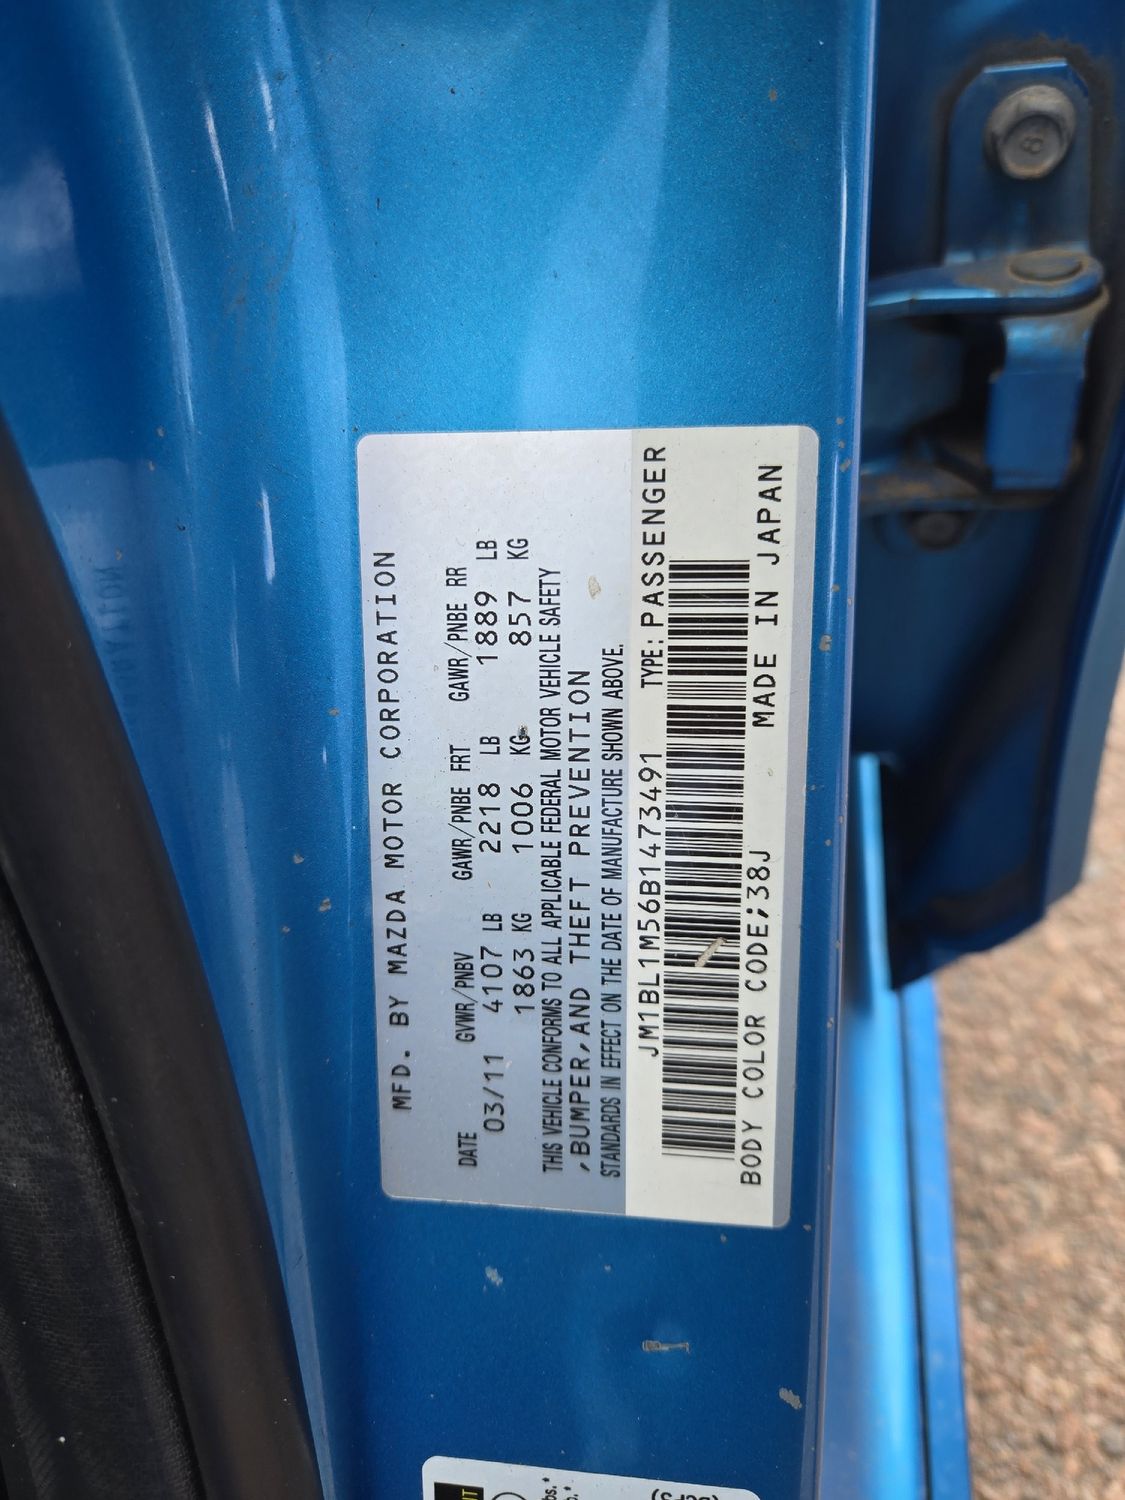 MFD. BY MAZDA MOTOR CORPORATION
DATE GVWR/PNBV GAWR/PNBE FRT GAWR/PNBE RR
03/11 4107 LB 2218 LB 1889 LB
1863 KG 1006 KG 857 KG
THIS VEHICLE CONFORMS TO ALL APPLICABLE FEDERAL MOTOR VEHICLE SAFETY
,BUMPER,AND THEFT PREVENTION
STANDARDS IN EFFECT ON THE DATE OF MANUFACTURE SHOWN ABOVE.
JM1BL1M56B1473491 TYPE: PASSENGER
BODY COLOR CODE;38J MADE IN JAPAN
8